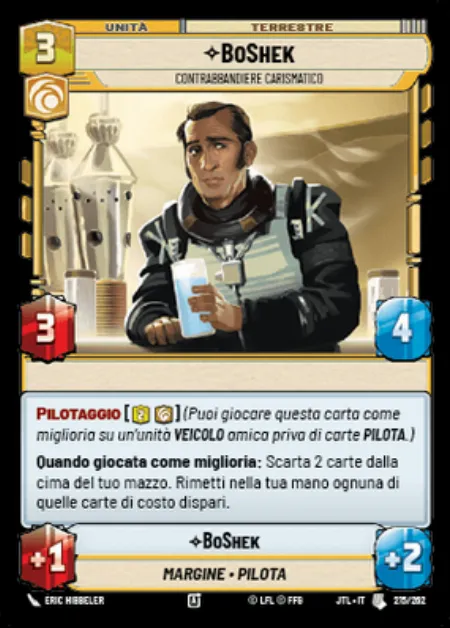 UNITÀ TERRESTRE
3
✧BoShek
CONTRABBANDIERE CARISMATICO
3
4
PILOTAGGIO [2 ] (Puoi giocare questa carta come
miglioria su un'unità VEICOLO amica priva di carte PILOTA.)
Quando giocata come miglioria: Scarta 2 carte dalla
cima del tuo mazzo. Rimetti nella tua mano ognuna di
quelle carte di costo dispari.
✧BoShek
+1
+2
MARGINE • PILOTA
ERIC HIBBELER
© LFL © FFG
JTL • IT
/262